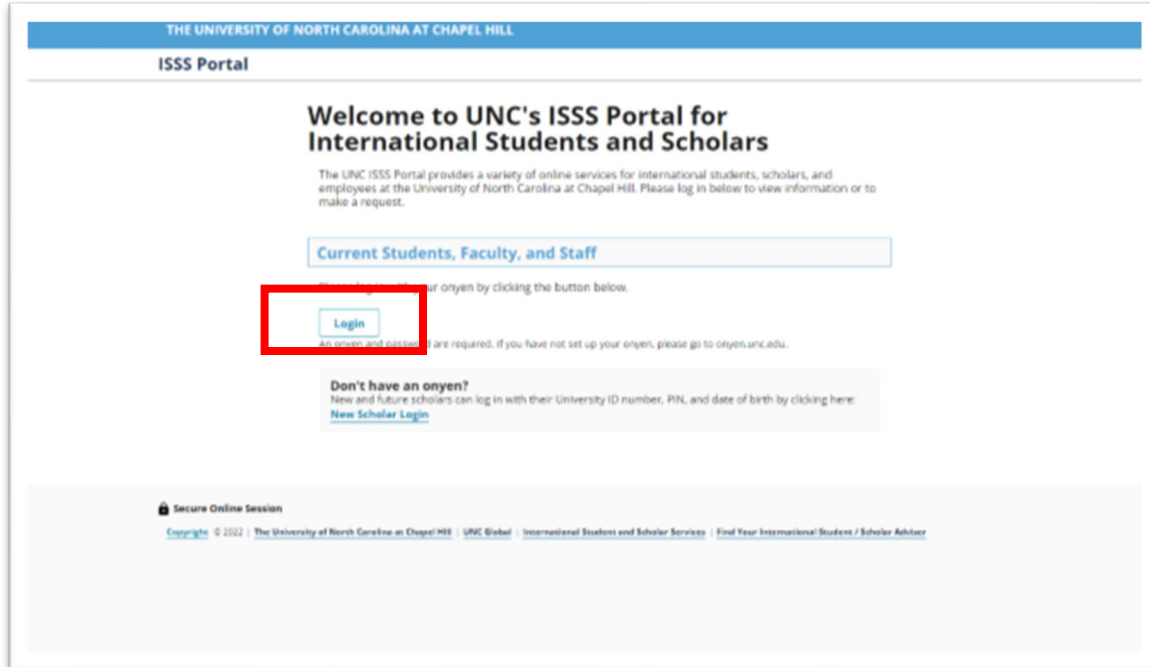 THE UNIVERSITY OF NORTH CAROLINA AT CHAPEL HILL
ISSS Portal
Welcome to UNC's ISSS Portal for
International Students and Scholars
The UNC ISSS Portal provides a variety of online services for international students, scholars, and
employees at the University of North Carolina at Chapel Hill. Please log in below to view information or to
make a request.
Current Students, Faculty, and Staff
onyen by clicking the button below.
Login
An onyen and password are required. If you have not set up your onyen, please go to onyen.unc.edu.
Don't have an onyen?
New and future scholars can log in with their University ID number, PIN, and date of birth by clicking here:
New Scholar Login
Secure Online Session
Copyright © 2022 | The University of North Carolina at Chapel Hill | UNC Global | International Student and Scholar Services | Find Your International Student / Scholar Advisor